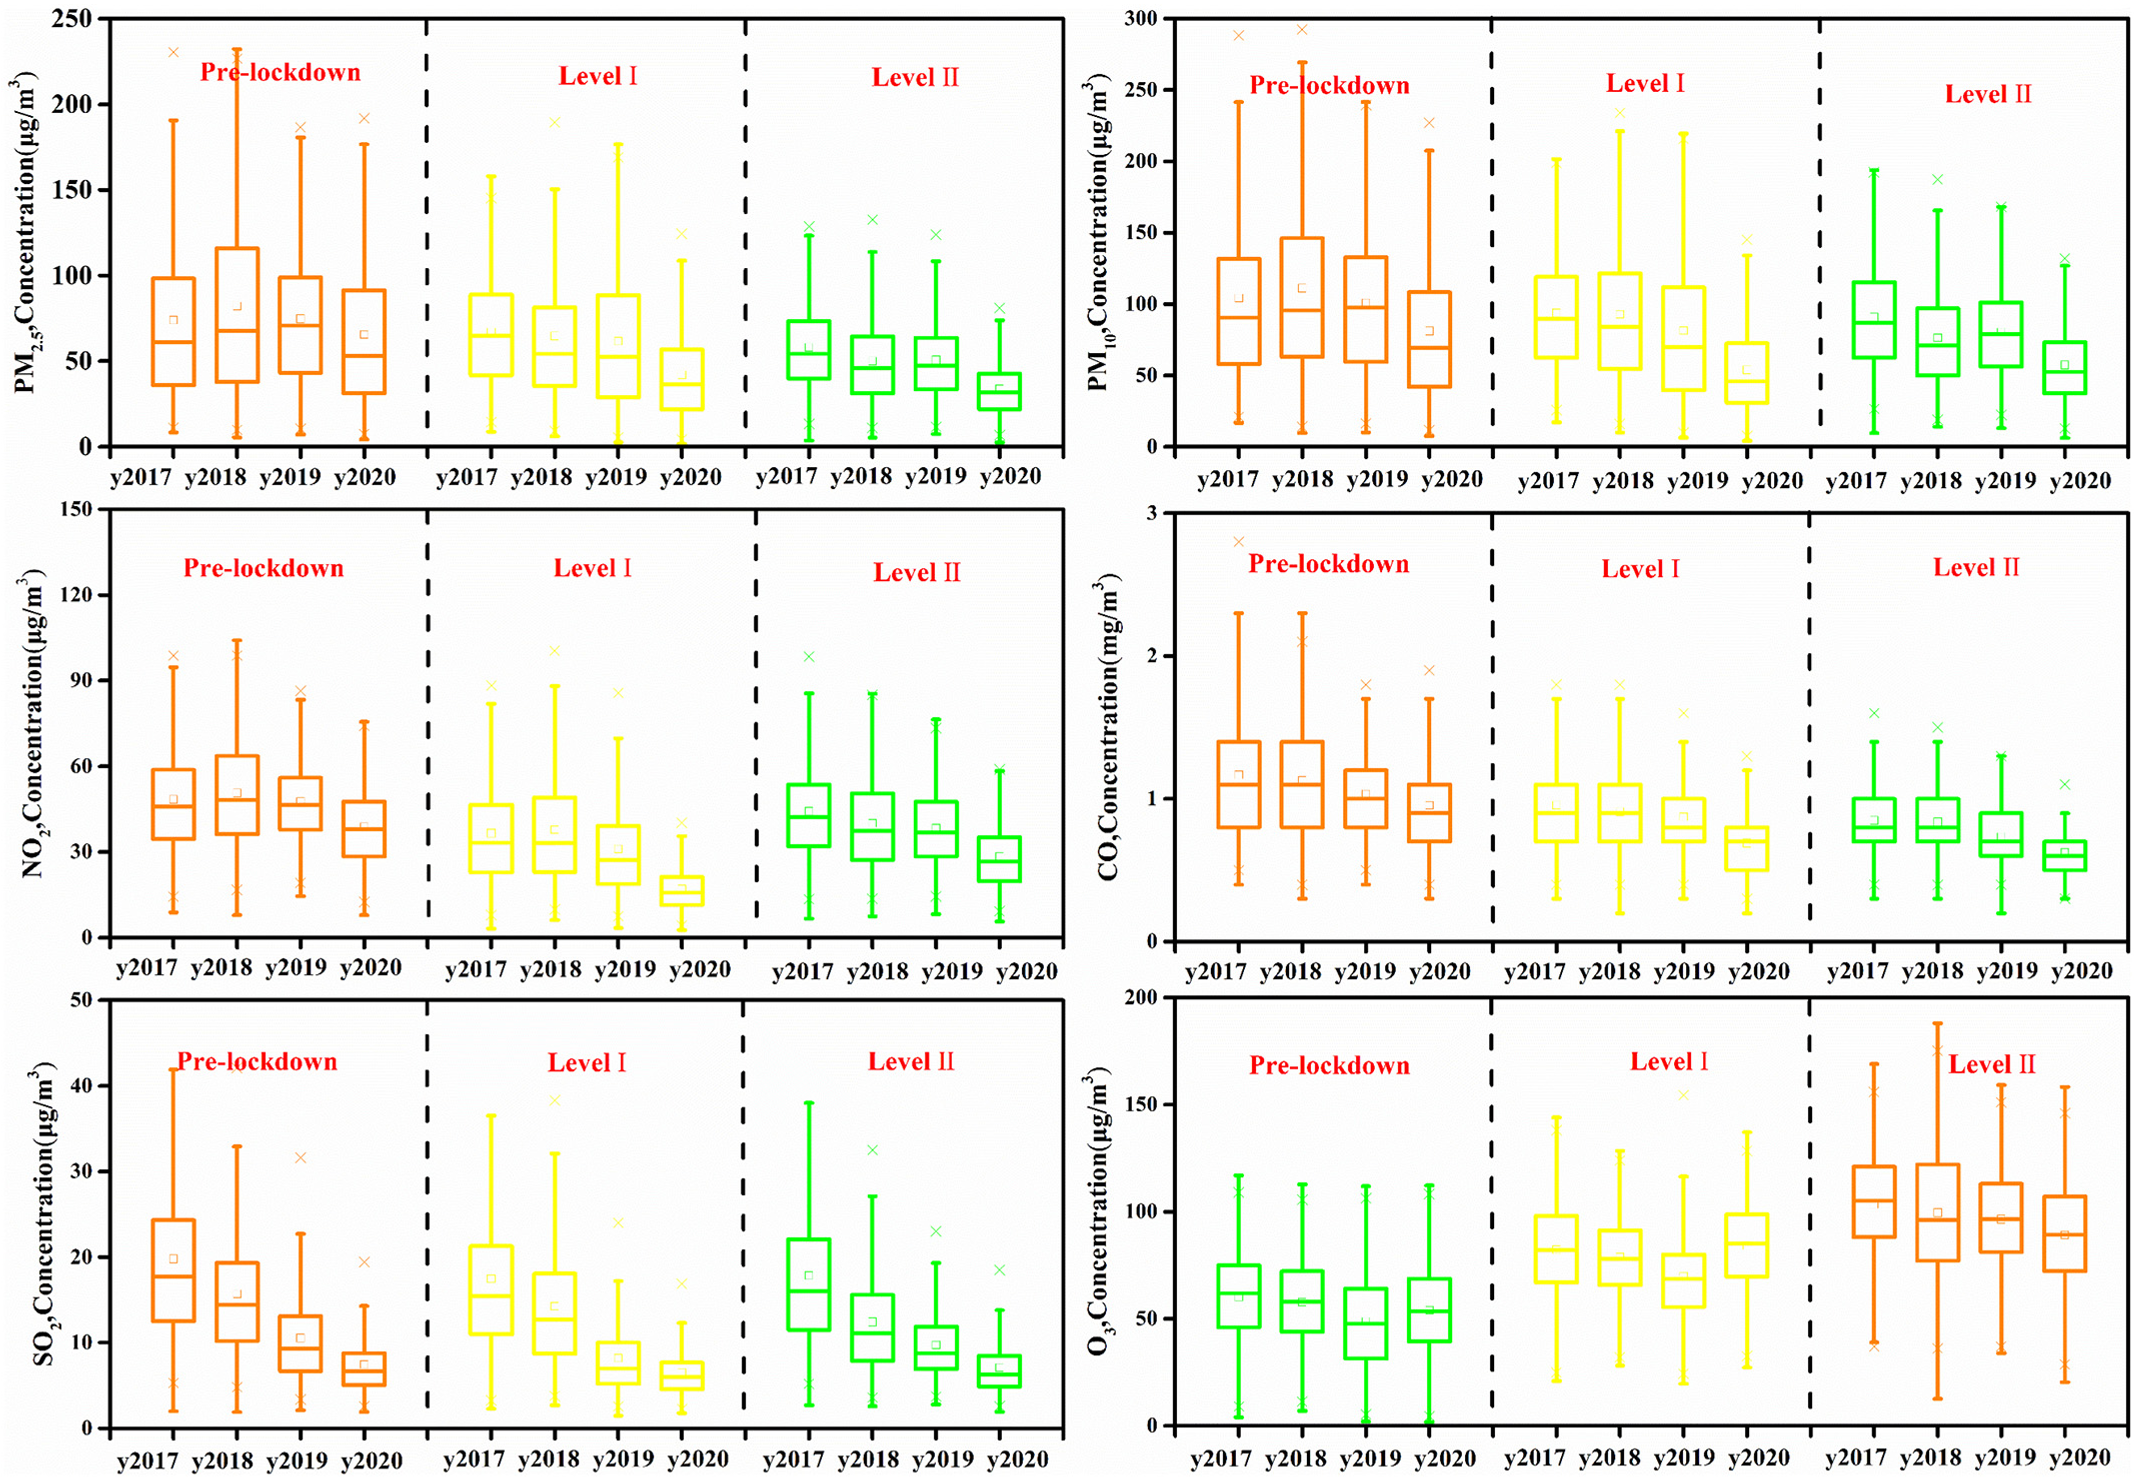 PM2.5,Concentration(μg/m3)
250
200
150
100
50
0
Pre-lockdown
Level Ⅰ
Level Ⅱ
y2017 y2018 y2019 y2020 y2017 y2018 y2019 y2020 y2017 y2018 y2019 y2020
PM10,Concentration(μg/m3)
300
250
200
150
100
50
0
Pre-lockdown
Level Ⅰ
Level Ⅱ
y2017 y2018 y2019 y2020 y2017 y2018 y2019 y2020 y2017 y2018 y2019 y2020
NO2,Concentration(μg/m3)
150
120
90
60
30
0
Pre-lockdown
Level Ⅰ
Level Ⅱ
y2017 y2018 y2019 y2020 y2017 y2018 y2019 y2020 y2017 y2018 y2019 y2020
CO,Concentration(mg/m3)
3
2
1
0
Pre-lockdown
Level Ⅰ
Level Ⅱ
y2017 y2018 y2019 y2020 y2017 y2018 y2019 y2020 y2017 y2018 y2019 y2020
SO2,Concentration(μg/m3)
50
40
30
20
10
0
Pre-lockdown
Level Ⅰ
Level Ⅱ
y2017 y2018 y2019 y2020 y2017 y2018 y2019 y2020 y2017 y2018 y2019 y2020
O3,Concentration(μg/m3)
200
150
100
50
0
Pre-lockdown
Level Ⅰ
Level Ⅱ
y2017 y2018 y2019 y2020 y2017 y2018 y2019 y2020 y2017 y2018 y2019 y2020